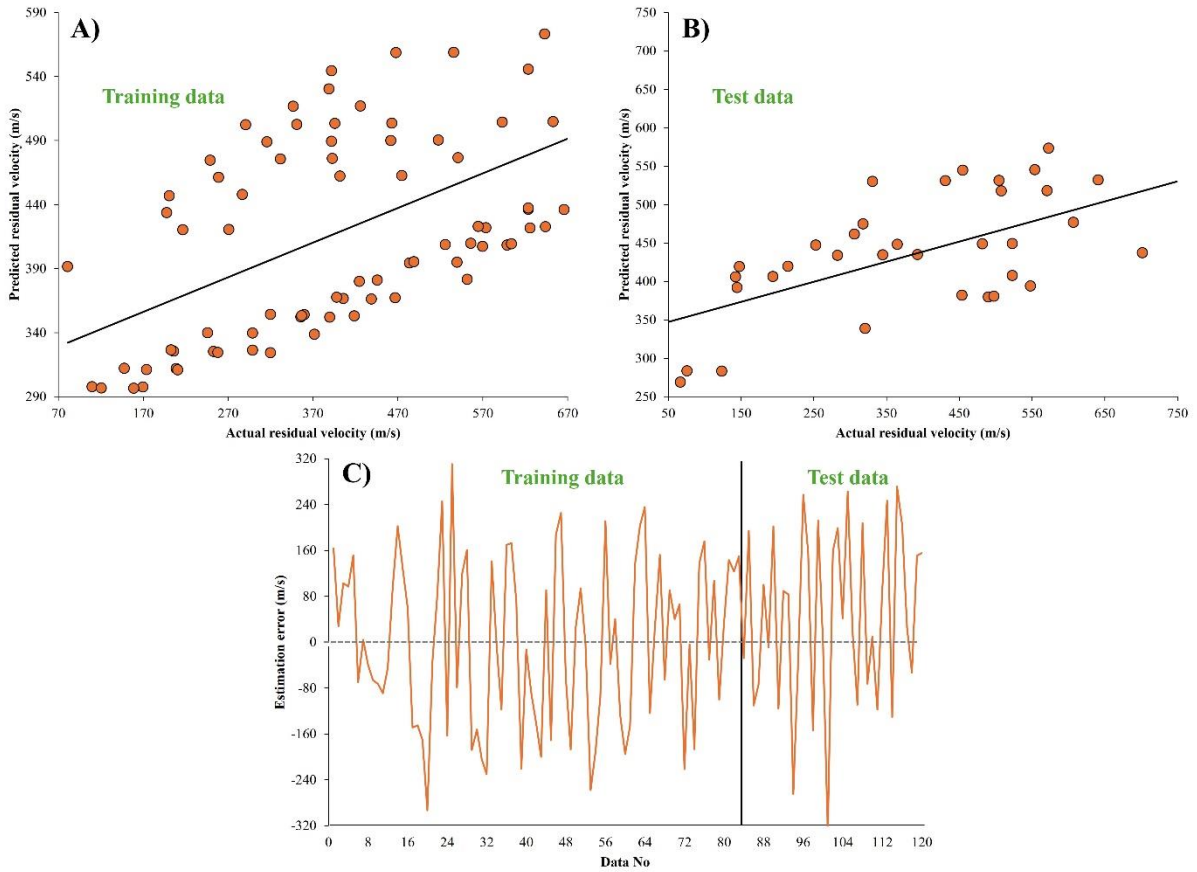 A)
Training data
Predicted residual velocity (m/s)
590
540
490
440
390
340
290
70 170 270 370 470 570 670
Actual residual velocity (m/s)
B)
Test data
Predicted residual velocity (m/s)
750
700
650
600
550
500
450
400
350
300
250
50 150 250 350 450 550 650 750
Actual residual velocity (m/s)
C)
Training data
Test data
Estimation error (m/s)
320
240
160
80
0
-80
-160
-240
-320
0 8 16 24 32 40 48 56 64 72 80 88 96 104 112 120
Data No